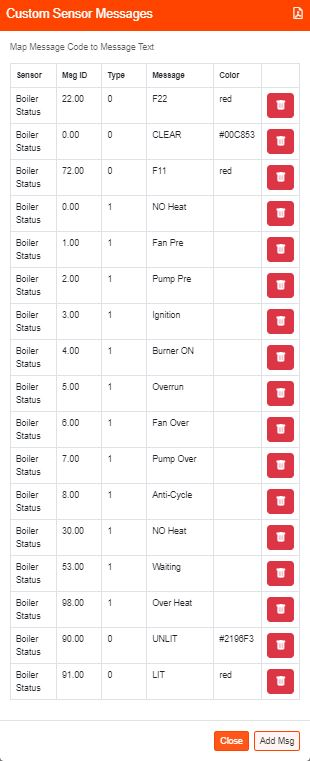 Custom Sensor Messages
Map Message Code to Message Text
Sensor Msg ID Type Message Color
Boiler Status 22.00 0 F22 red
Boiler Status 0.00 0 CLEAR #00C853
Boiler Status 72.00 0 F11 red
Boiler Status 0.00 1 NO Heat
Boiler Status 1.00 1 Fan Pre
Boiler Status 2.00 1 Pump Pre
Boiler Status 3.00 1 Ignition
Boiler Status 4.00 1 Burner ON
Boiler Status 5.00 1 Overrun
Boiler Status 6.00 1 Fan Over
Boiler Status 7.00 1 Pump Over
Boiler Status 8.00 1 Anti-Cycle
Boiler Status 30.00 1 NO Heat
Boiler Status 53.00 1 Waiting
Boiler Status 98.00 1 Over Heat
Boiler Status 90.00 0 UNLIT #2196F3
Boiler Status 91.00 0 LIT red
Close Add Msg